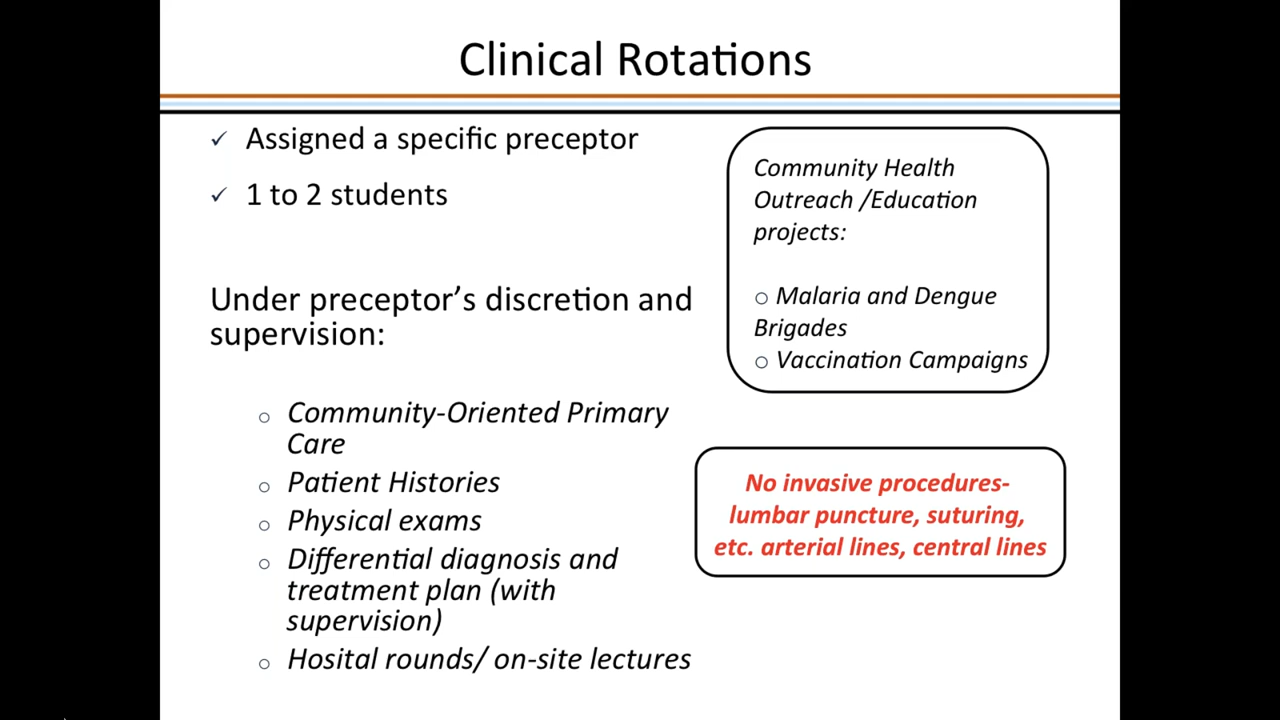 Clinical Rotations
✓ Assigned a specific preceptor
✓ 1 to 2 students
Under preceptor’s discretion and
supervision:
o Community-Oriented Primary
Care
o Patient Histories
o Physical exams
o Differential diagnosis and
treatment plan (with
supervision)
o Hosital rounds/ on-site lectures
Community Health
Outreach /Education
projects:
o Malaria and Dengue
Brigades
o Vaccination Campaigns
No invasive procedures-
lumbar puncture, suturing,
etc. arterial lines, central lines